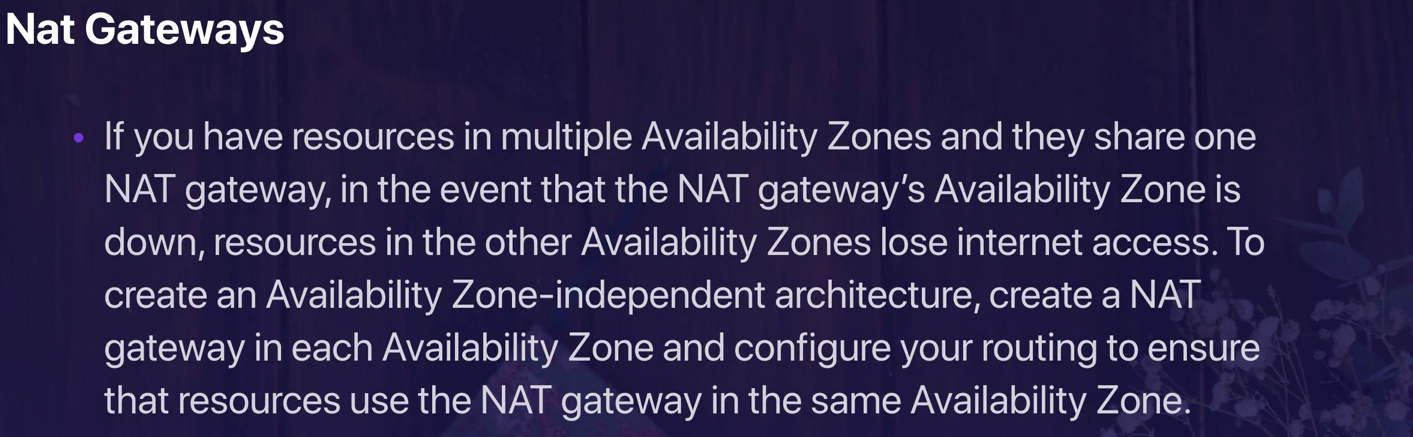 Nat Gateways
• If you have resources in multiple Availability Zones and they share one
NAT gateway, in the event that the NAT gateway’s Availability Zone is
down, resources in the other Availability Zones lose internet access. To
create an Availability Zone-independent architecture, create a NAT
gateway in each Availability Zone and configure your routing to ensure
that resources use the NAT gateway in the same Availability Zone.